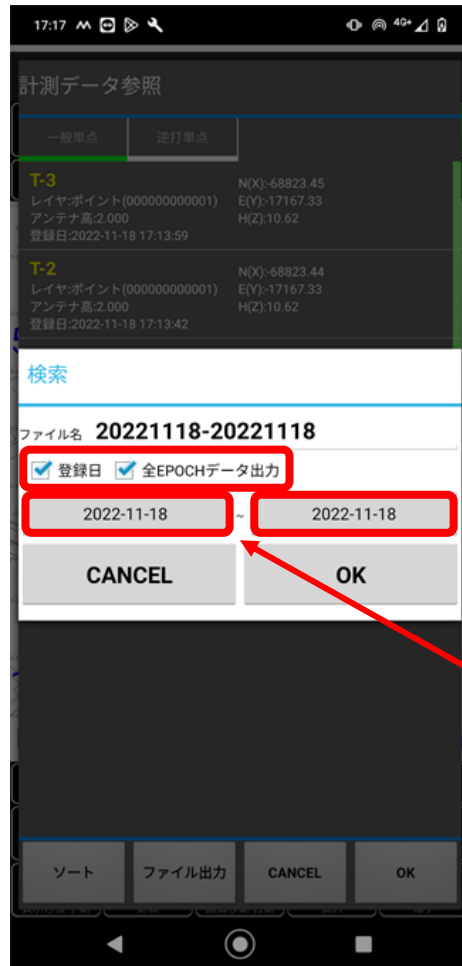 17:17 4G+
計測データ参照
一般単点 逆打単点
T-3 N(X):-68823.45
レイヤ:ポイント(000000000001) E(Y):-17167.33
アンテナ高:2.000 H(Z):10.62
登録日:2022-11-18 17:13:59
T-2 N(X):-68823.44
レイヤ:ポイント(000000000001) E(Y):-17167.33
アンテナ高:2.000 H(Z):10.62
登録日:2022-11-18 17:13:42
検索
ファイル名 20221118-20221118
登録日 全EPOCHデータ出力
2022-11-18 ~ 2022-11-18
CANCEL OK
ソート ファイル出力 CANCEL OK